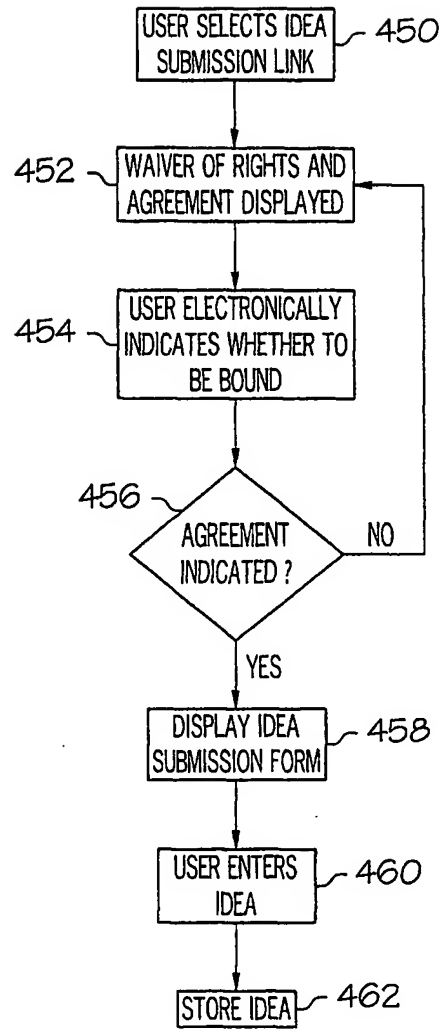 USER SELECTS IDEA
SUBMISSION LINK
450
452
WAIVER OF RIGHTS AND
AGREEMENT DISPLAYED
454
USER ELECTRONICALLY
INDICATES WHETHER TO
BE BOUND
456
AGREEMENT
INDICATED ?
NO
YES
DISPLAY IDEA
SUBMISSION FORM
458
USER ENTERS
IDEA
460
STORE IDEA
462